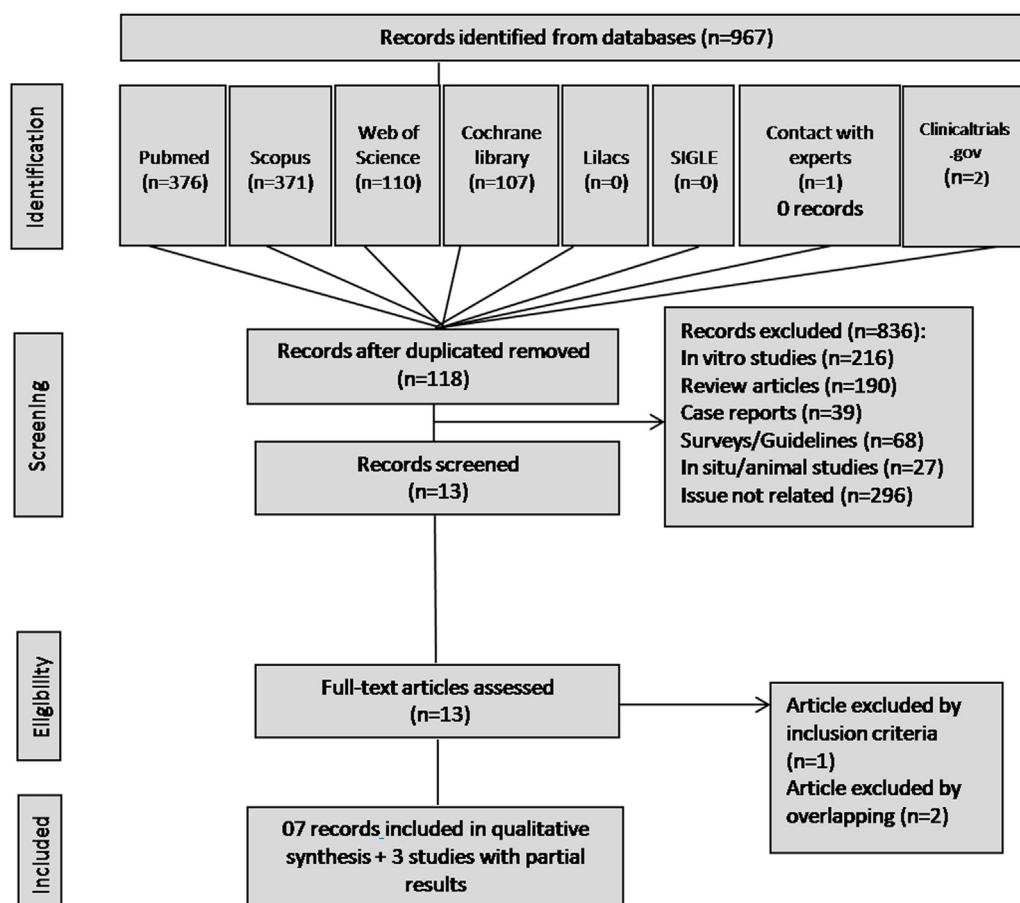 Records identified from databases (n=967)
Identification
Pubmed
(n=376)
Scopus
(n=371)
Web of
Science
(n=110)
Cochrane
library
(n=107)
Lilacs
(n=0)
SIGLE
(n=0)
Contact with
experts
(n=1)
0 records
Clinicaltrials
.gov
(n=2)
Screening
Records after duplicated removed
(n=118)
Records excluded (n=836):
In vitro studies (n=216)
Review articles (n=190)
Case reports (n=39)
Surveys/Guidelines (n=68)
In situ/animal studies (n=27)
Issue not related (n=296)
Records screened
(n=13)
Eligibility
Full-text articles assessed
(n=13)
Article excluded by
inclusion criteria
(n=1)
Article excluded by
overlapping (n=2)
Included
07 records included in qualitative
synthesis + 3 studies with partial
results